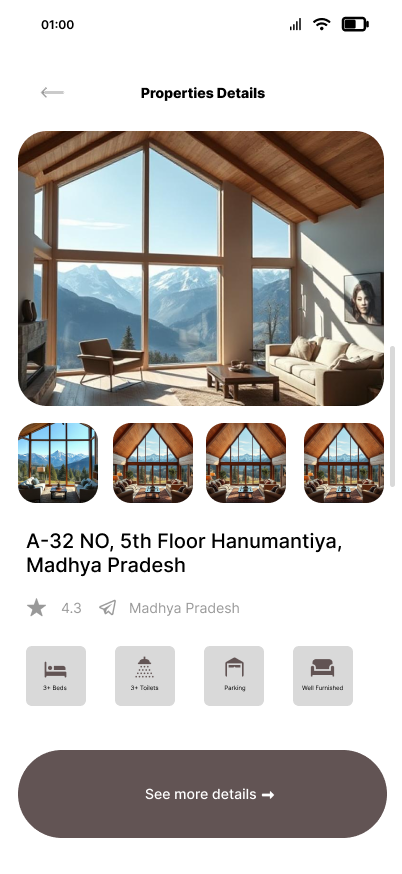 01:00
Properties Details
A-32 NO, 5th Floor Hanumantiya,
Madhya Pradesh
4.3 Madhya Pradesh
3+ Beds
3+ Toilets
Parking
Well Furnished
See more details